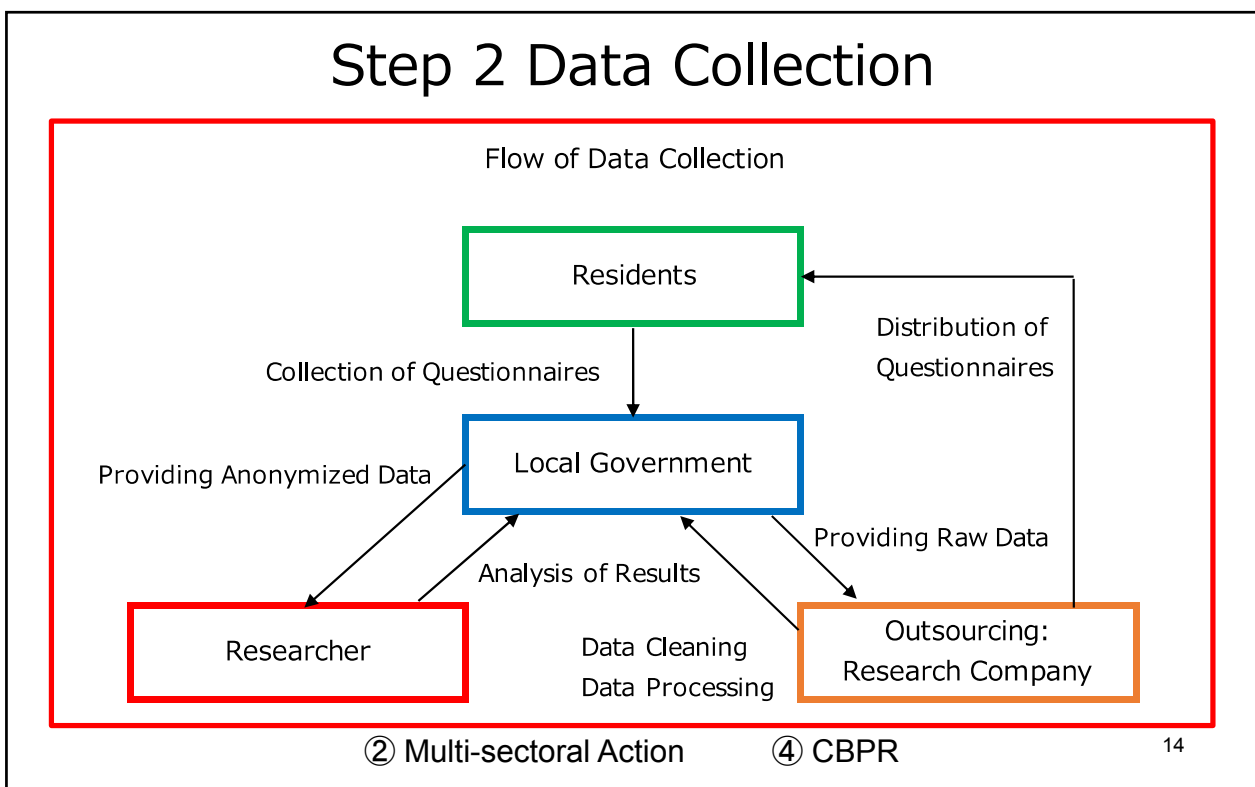 Step 2 Data Collection
Flow of Data Collection
Residents
Distribution of
Questionnaires
Collection of Questionnaires
Local Government
Providing Anonymized Data
Providing Raw Data
Analysis of Results
Researcher
Data Cleaning
Data Processing
Outsourcing:
Research Company
② Multi-sectoral Action ④ CBPR
14